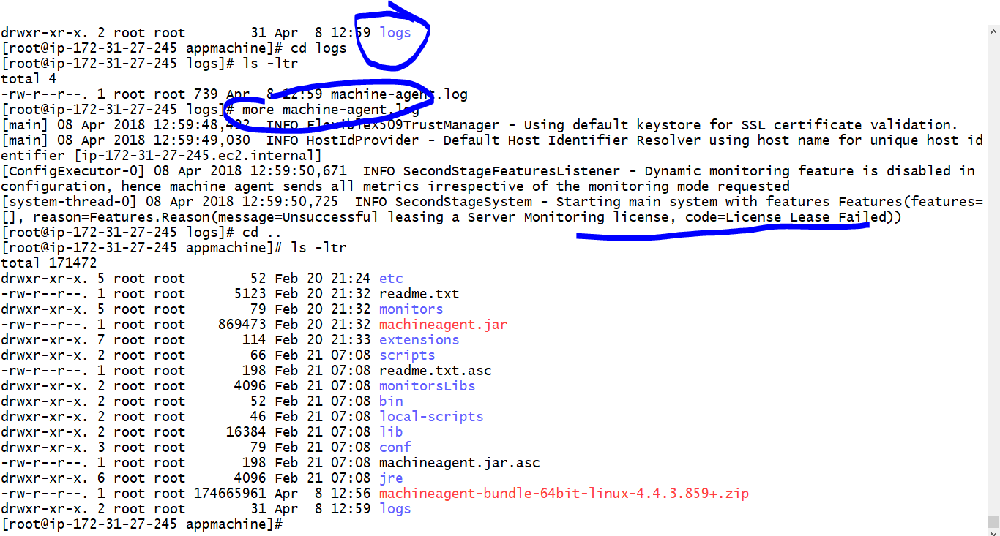 drwxr-xr-x. 2 root root        31 Apr  8 12:59 logs
[root@ip-172-31-27-245 appmachine]# cd logs
[root@ip-172-31-27-245 logs]# ls -ltr
total 4
-rw-r--r--. 1 root root 739 Apr  8 12:59 machine-agent.log
[root@ip-172-31-27-245 logs]# more machine-agent.log
[main] 08 Apr 2018 12:59:48,492  INFO FlexibleX509TrustManager - Using default keystore for SSL certificate validation.
[main] 08 Apr 2018 12:59:49,030  INFO HostIdProvider - Default Host Identifier Resolver using host name for unique host id
entifier [ip-172-31-27-245.ec2.internal]
[ConfigExecutor-0] 08 Apr 2018 12:59:50,671  INFO SecondStageFeaturesListener - Dynamic monitoring feature is disabled in
configuration, hence machine agent sends all metrics irrespective of the monitoring mode requested
[system-thread-0] 08 Apr 2018 12:59:50,725  INFO SecondStageSystem - Starting main system with features Features(features=
[], reason=Features.Reason(message=Unsuccessful leasing a Server Monitoring license, code=License Lease Failed))
[root@ip-172-31-27-245 logs]# cd ..
[root@ip-172-31-27-245 appmachine]# ls -ltr
total 171472
drwxr-xr-x. 5 root root        52 Feb 20 21:24 etc
-rw-r--r--. 1 root root      5123 Feb 20 21:32 readme.txt
drwxr-xr-x. 5 root root        79 Feb 20 21:32 monitors
-rw-r--r--. 1 root root    869473 Feb 20 21:32 machineagent.jar
drwxr-xr-x. 7 root root       114 Feb 20 21:33 extensions
drwxr-xr-x. 2 root root        66 Feb 21 07:08 scripts
-rw-r--r--. 1 root root       198 Feb 21 07:08 readme.txt.asc
drwxr-xr-x. 2 root root      4096 Feb 21 07:08 monitorsLibs
drwxr-xr-x. 2 root root        52 Feb 21 07:08 bin
drwxr-xr-x. 2 root root        46 Feb 21 07:08 local-scripts
drwxr-xr-x. 2 root root     16384 Feb 21 07:08 lib
drwxr-xr-x. 3 root root        79 Feb 21 07:08 conf
-rw-r--r--. 1 root root       198 Feb 21 07:08 machineagent.jar.asc
drwxr-xr-x. 6 root root      4096 Feb 21 07:08 jre
-rw-r--r--. 1 root root 174665961 Apr  8 12:56 machineagent-bundle-64bit-linux-4.4.3.859+.zip
drwxr-xr-x. 2 root root        31 Apr  8 12:59 logs
[root@ip-172-31-27-245 appmachine]#